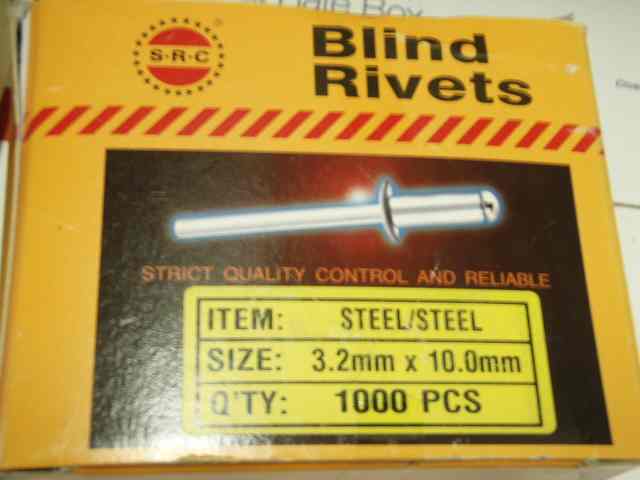 S·R·C
Blind
Rivets
STRICT QUALITY CONTROL AND RELIABLE
ITEM: STEEL/STEEL
SIZE: 3.2mm x 10.0mm
Q'TY: 1000 PCS